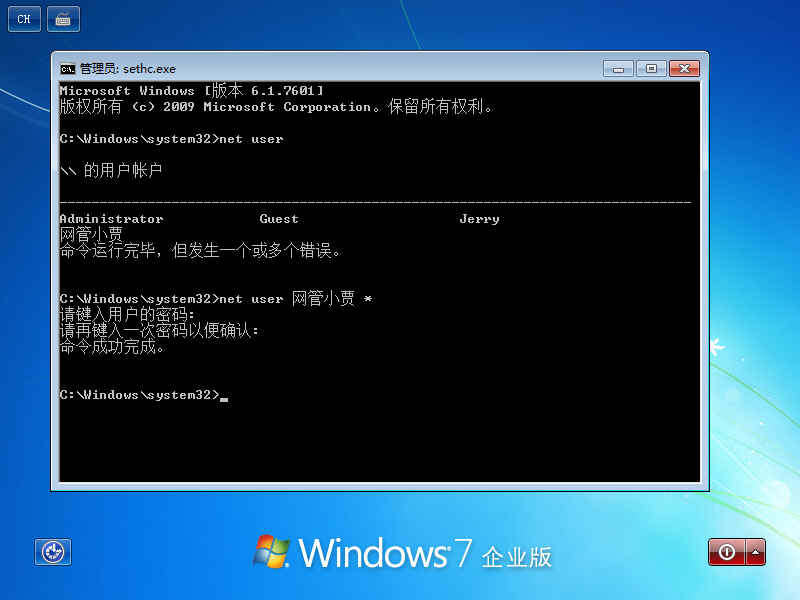 CH
管理员: sethc.exe
Microsoft Windows [版本 6.1.7601]
版权所有 (c) 2009 Microsoft Corporation。保留所有权利。
C:\Windows\system32>net user
\\ 的用户帐户
-------------------------------------------------------------------------------
Administrator Guest Jerry
网管小贾
命令运行完毕，但发生一个或多个错误。
C:\Windows\system32>net user 网管小贾 *
请键入用户的密码:
请再键入一次密码以便确认:
命令成功完成。
C:\Windows\system32>
Windows 7 企业版